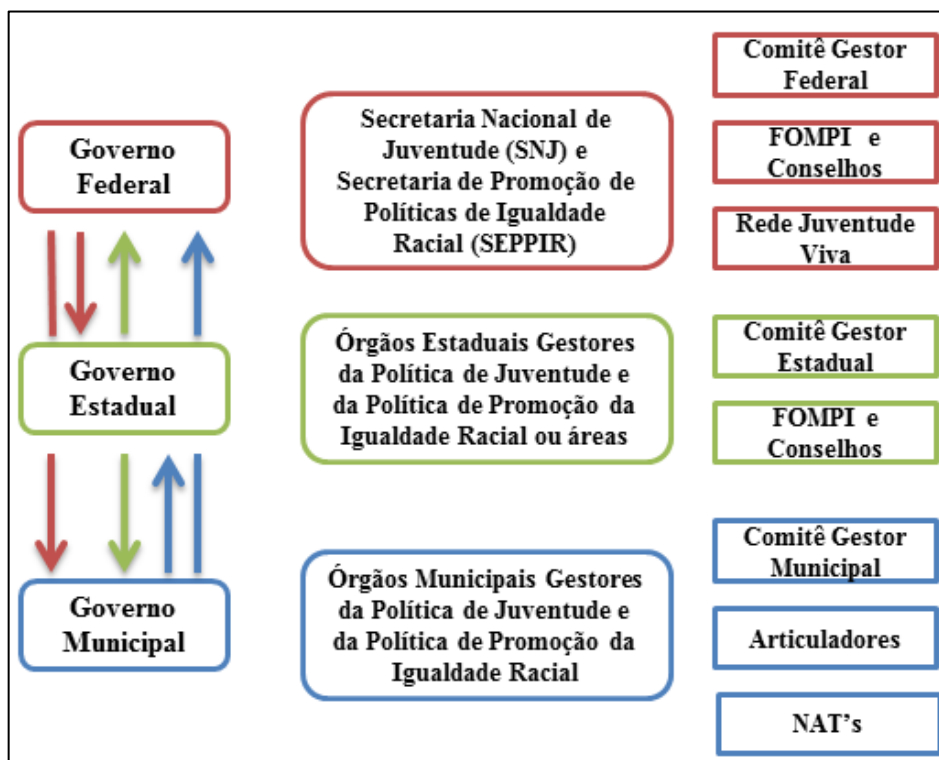 Governo
Federal
Secretaria Nacional de
Juventude (SNJ) e
Secretaria de Promoção de
Políticas de Igualdade
Racial (SEPPIR)
Comitê Gestor
Federal
FOMPI e
Conselhos
Rede Juventude
Viva
Governo
Estadual
Órgãos Estaduais Gestores
da Política de Juventude e
da Política de Promoção da
Igualdade Racial ou áreas
Comitê Gestor
Estadual
FOMPI e
Conselhos
Governo
Municipal
Órgãos Municipais Gestores
da Política de Juventude e
da Política de Promoção da
Igualdade Racial
Comitê Gestor
Municipal
Articuladores
NAT's